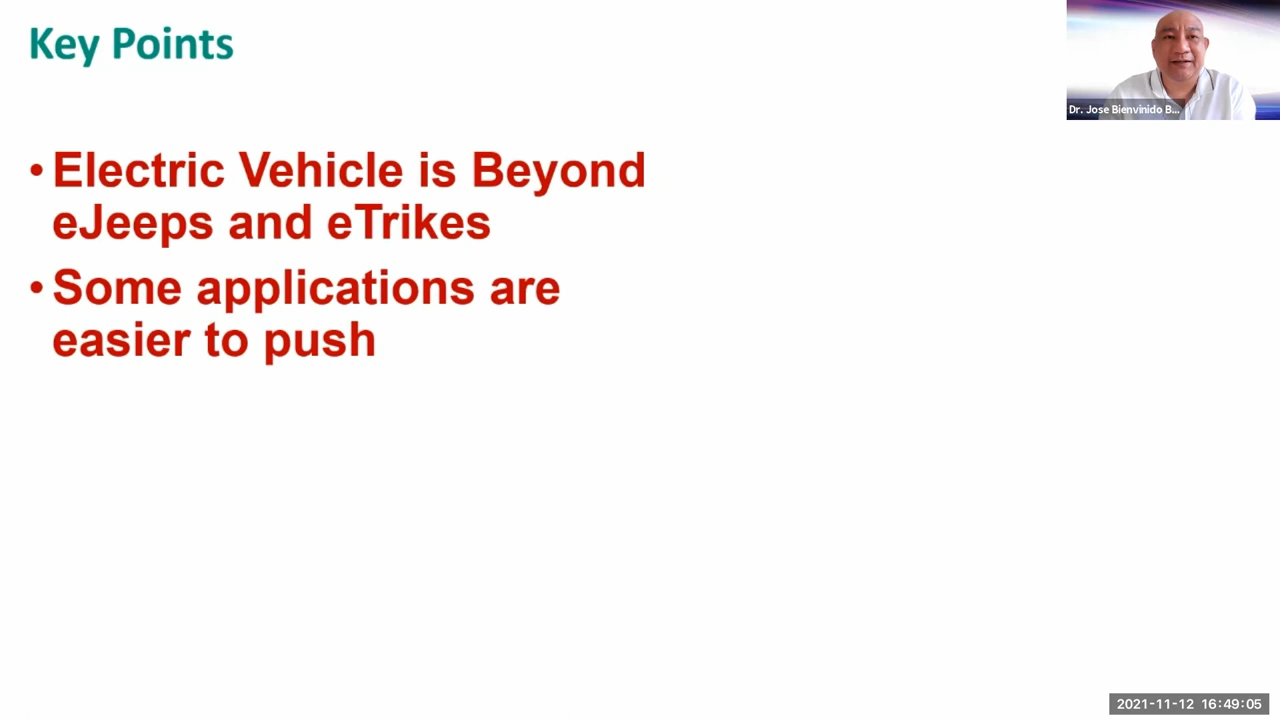 Key Points
Dr. Jose Bienvinido B...
• Electric Vehicle is Beyond
eJeeps and eTrikes
• Some applications are
easier to push
2021-11-12 16:49:05